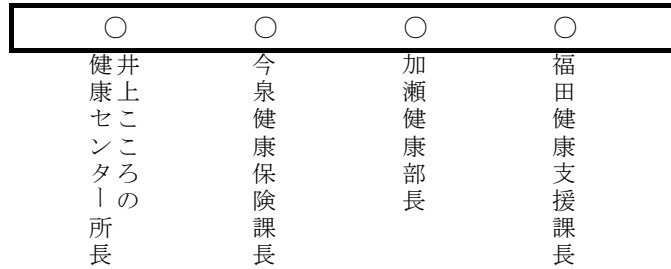 ○ ○ ○ ○
福田健康支援課長
加瀬健康部長
今泉健康保険課長
井上こころの
健康センター所長